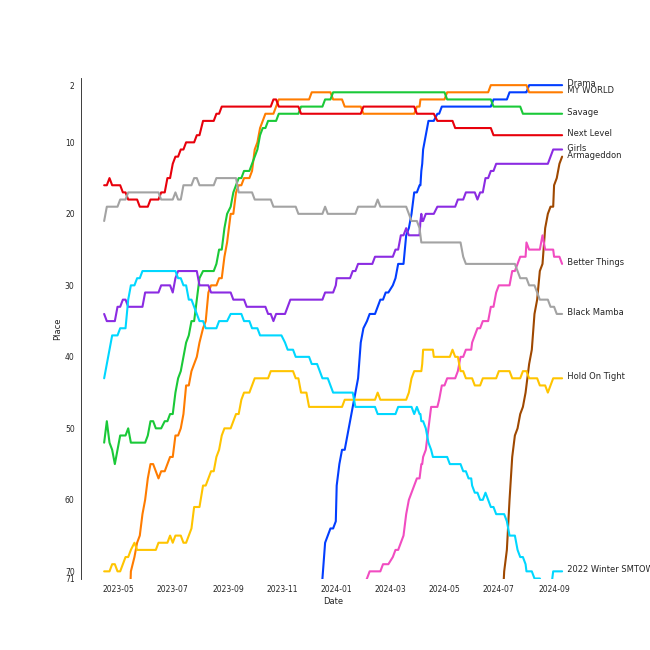 2
10
20
30
40
50
60
70
71
Place
2023-05
2023-07
2023-09
2023-11
2024-01
2024-03
2024-05
2024-07
2024-09
Date
Drama
MY WORLD
Savage
Next Level
Girls
Armageddon
Better Things
Black Mamba
Hold On Tight
2022 Winter SMTOW